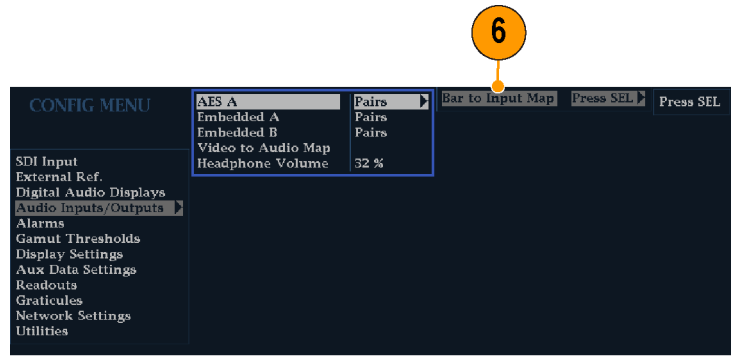 6
CONFIG MENU
AES A Pairs Bar to Input Map Press SEL Press SEL
Embedded A Pairs
Embedded B Pairs
Video to Audio Map
Headphone Volume 32 %
SDI Input
External Ref.
Digital Audio Displays
Audio Inputs/Outputs
Alarms
Gamut Thresholds
Display Settings
Aux Data Settings
Readouts
Graticules
Network Settings
Utilities